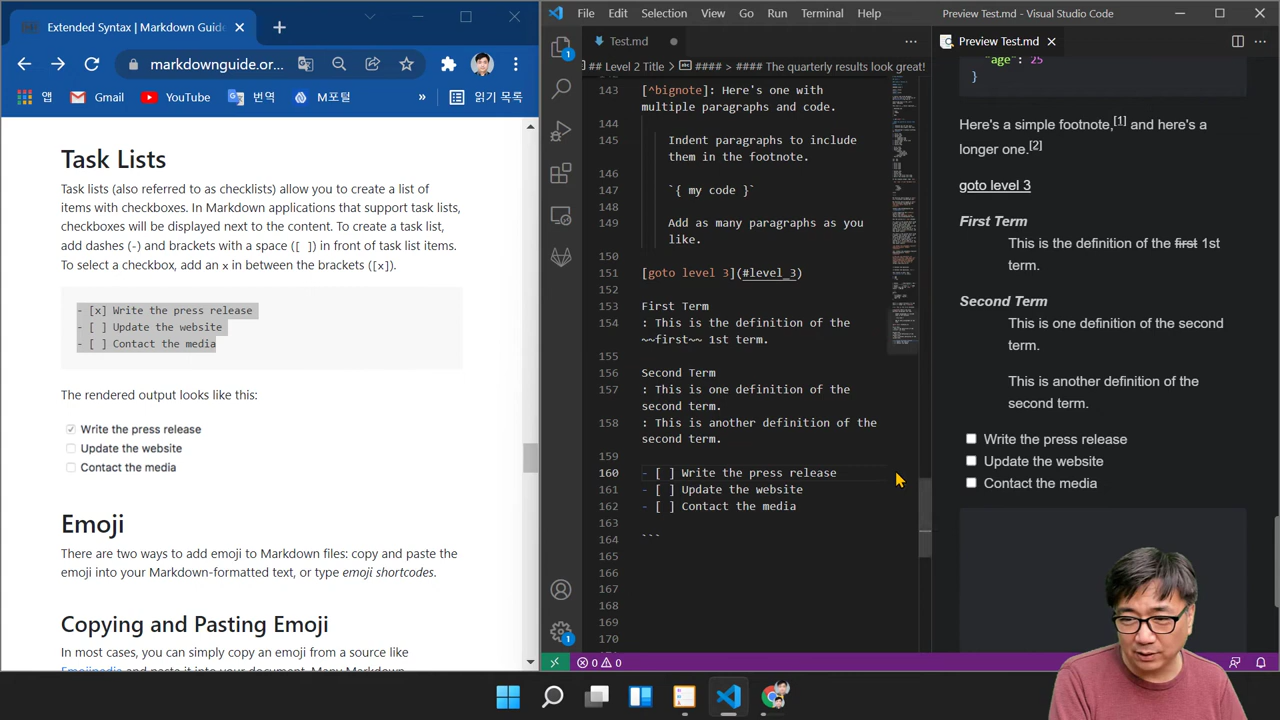 Extended Syntax | Markdown Guid
markdownguide.or...
앱
Gmail
YouTube
번역
M포털
»
읽기 목록
Task Lists
Task lists (also referred to as checklists) allow you to create a list of
items with checkboxes. In Markdown applications that support task lists,
checkboxes will be displayed next to the content. To create a task list,
add dashes (-) and brackets with a space ([ ]) in front of task list items.
To select a checkbox, add an x in between the brackets ([x]).
- [x] Write the press release
- [ ] Update the website
- [ ] Contact the media
The rendered output looks like this:
Write the press release
Update the website
Contact the media
Emoji
There are two ways to add emoji to Markdown files: copy and paste the
emoji into your Markdown-formatted text, or type emoji shortcodes.
Copying and Pasting Emoji
In most cases, you can simply copy an emoji from a source like
Emojipedia and paste it into your document. Many Markdown
File Edit Selection View Go Run Terminal Help
Preview Test.md - Visual Studio Code
Test.md
## Level 2 Title > #### > #### The quarterly results look great!
143 [^bignote]: Here's one with
multiple paragraphs and code.
144
145 Indent paragraphs to include
them in the footnote.
146
147 `{ my code }`
148
149 Add as many paragraphs as you
like.
150
151 [goto level 3](#level_3)
152
153 First Term
154 : This is the definition of the
~~first~~ 1st term.
155
156 Second Term
157 : This is one definition of the
second term.
158 : This is another definition of the
second term.
159
160 - [ ] Write the press release
161 - [ ] Update the website
162 - [ ] Contact the media
163
164 ```
165
166
167
168
169
170
1
1
0 0
Preview Test.md
"age": 25
}
Here's a simple footnote,[1] and here's a
longer one.[2]
goto level 3
First Term
This is the definition of the first 1st
term.
Second Term
This is one definition of the second
term.
This is another definition of the
second term.
Write the press release
Update the website
Contact the media